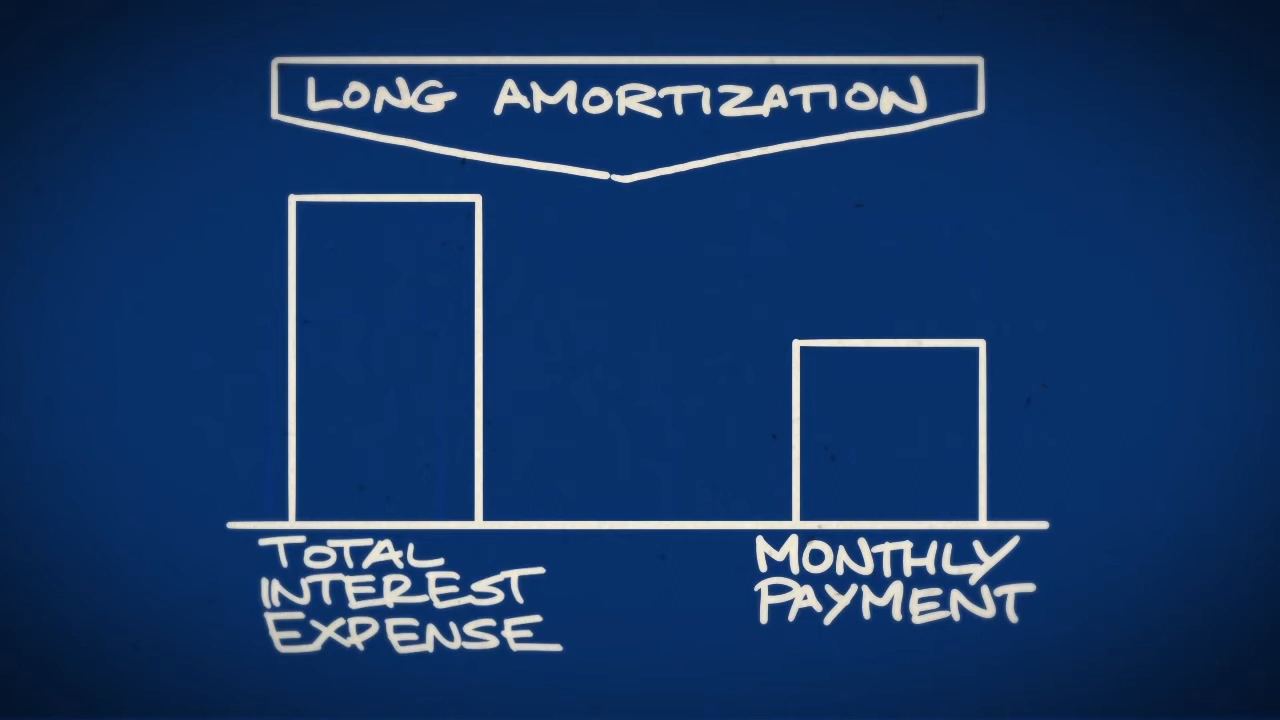 LONG AMORTIZATION
TOTAL
INTEREST
EXPENSE
MONTHLY
PAYMENT